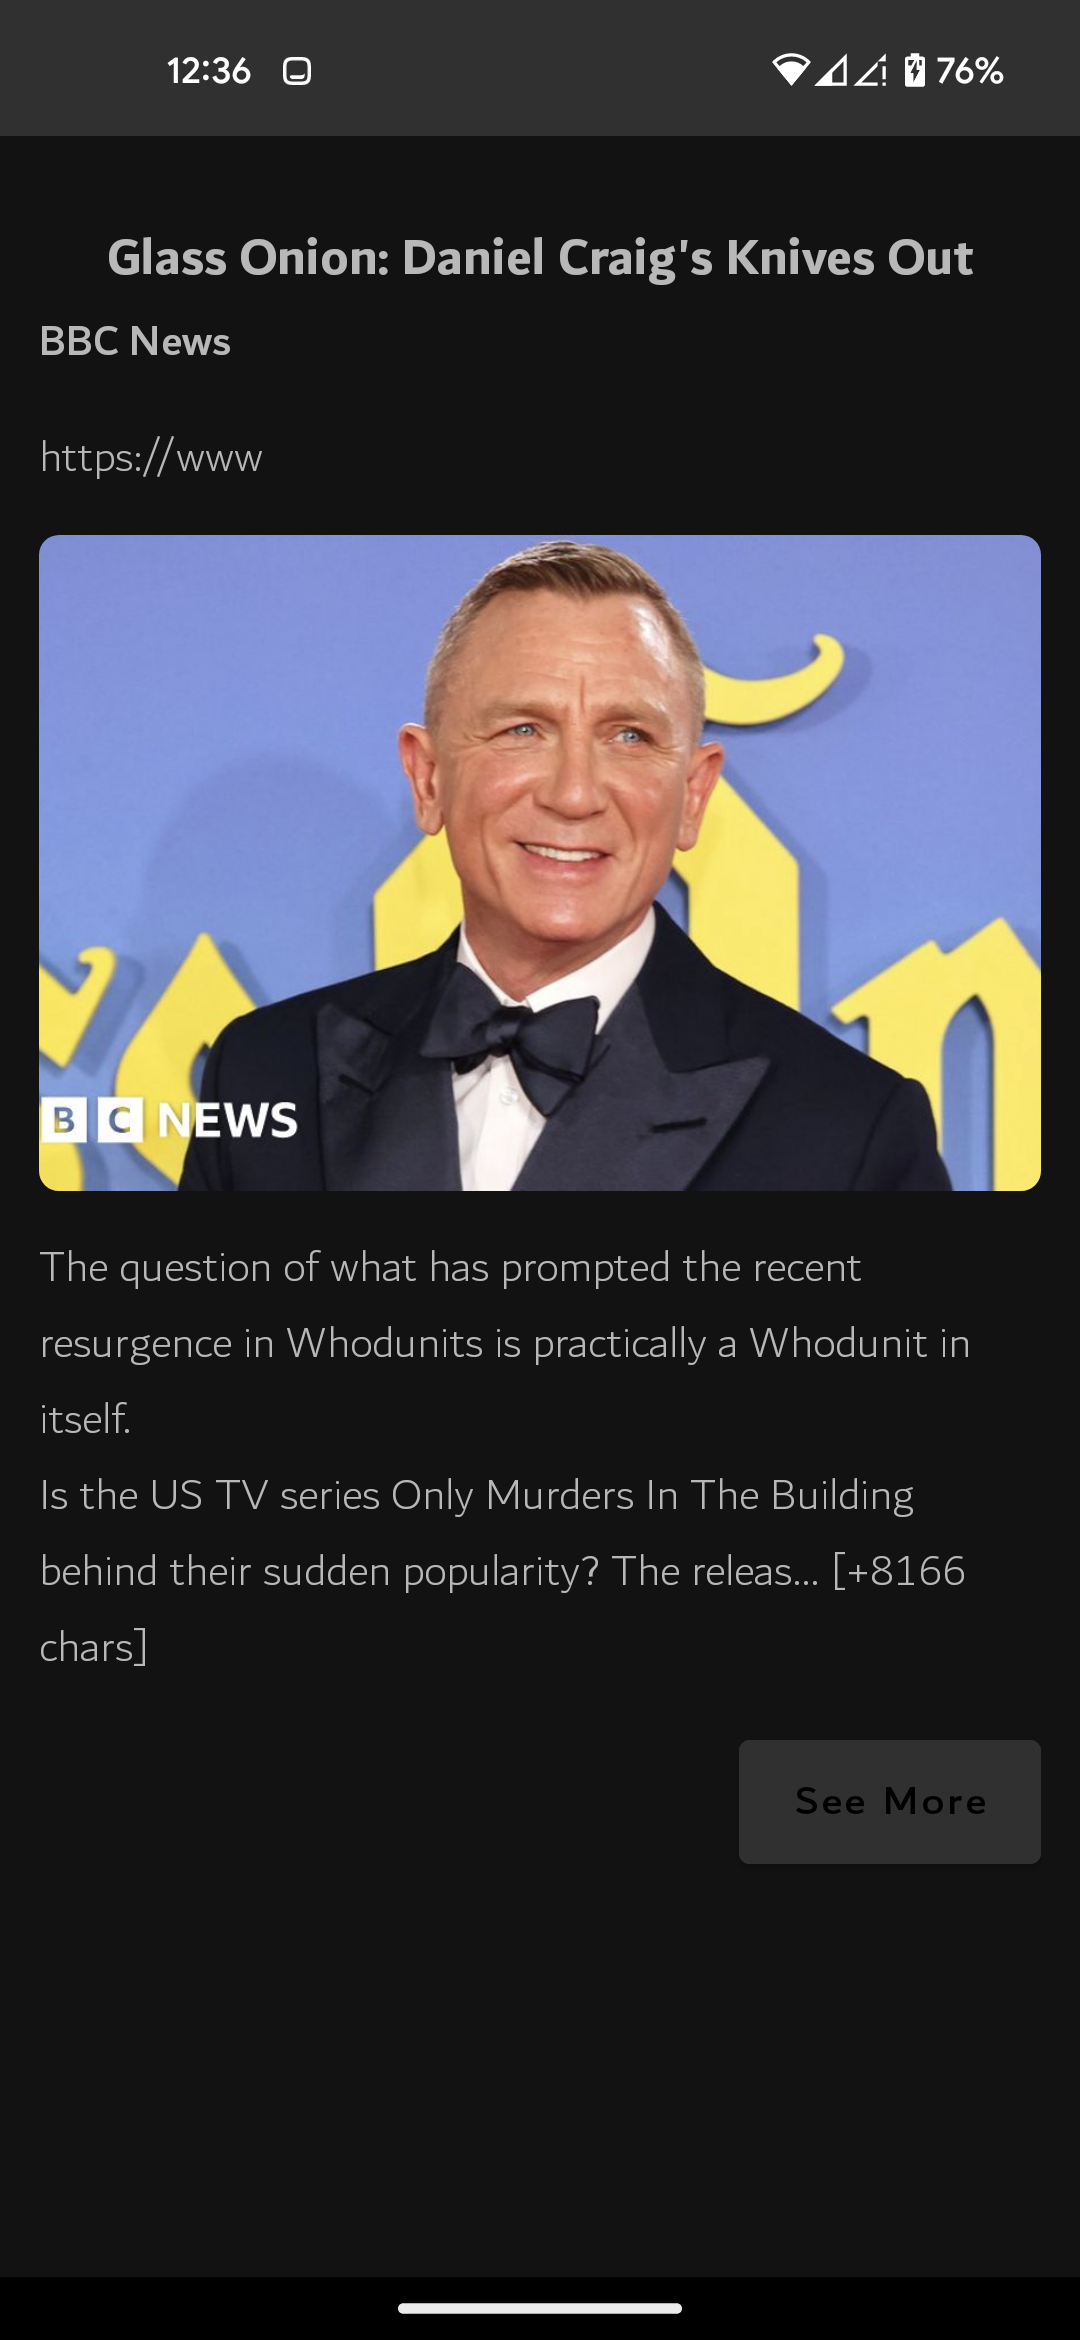 12:36
76%
Glass Onion: Daniel Craig's Knives Out
BBC News
https://www
BBC NEWS
The question of what has prompted the recent
resurgence in Whodunits is practically a Whodunit in
itself.
Is the US TV series Only Murders In The Building
behind their sudden popularity? The releas... [+8166
chars]
See More